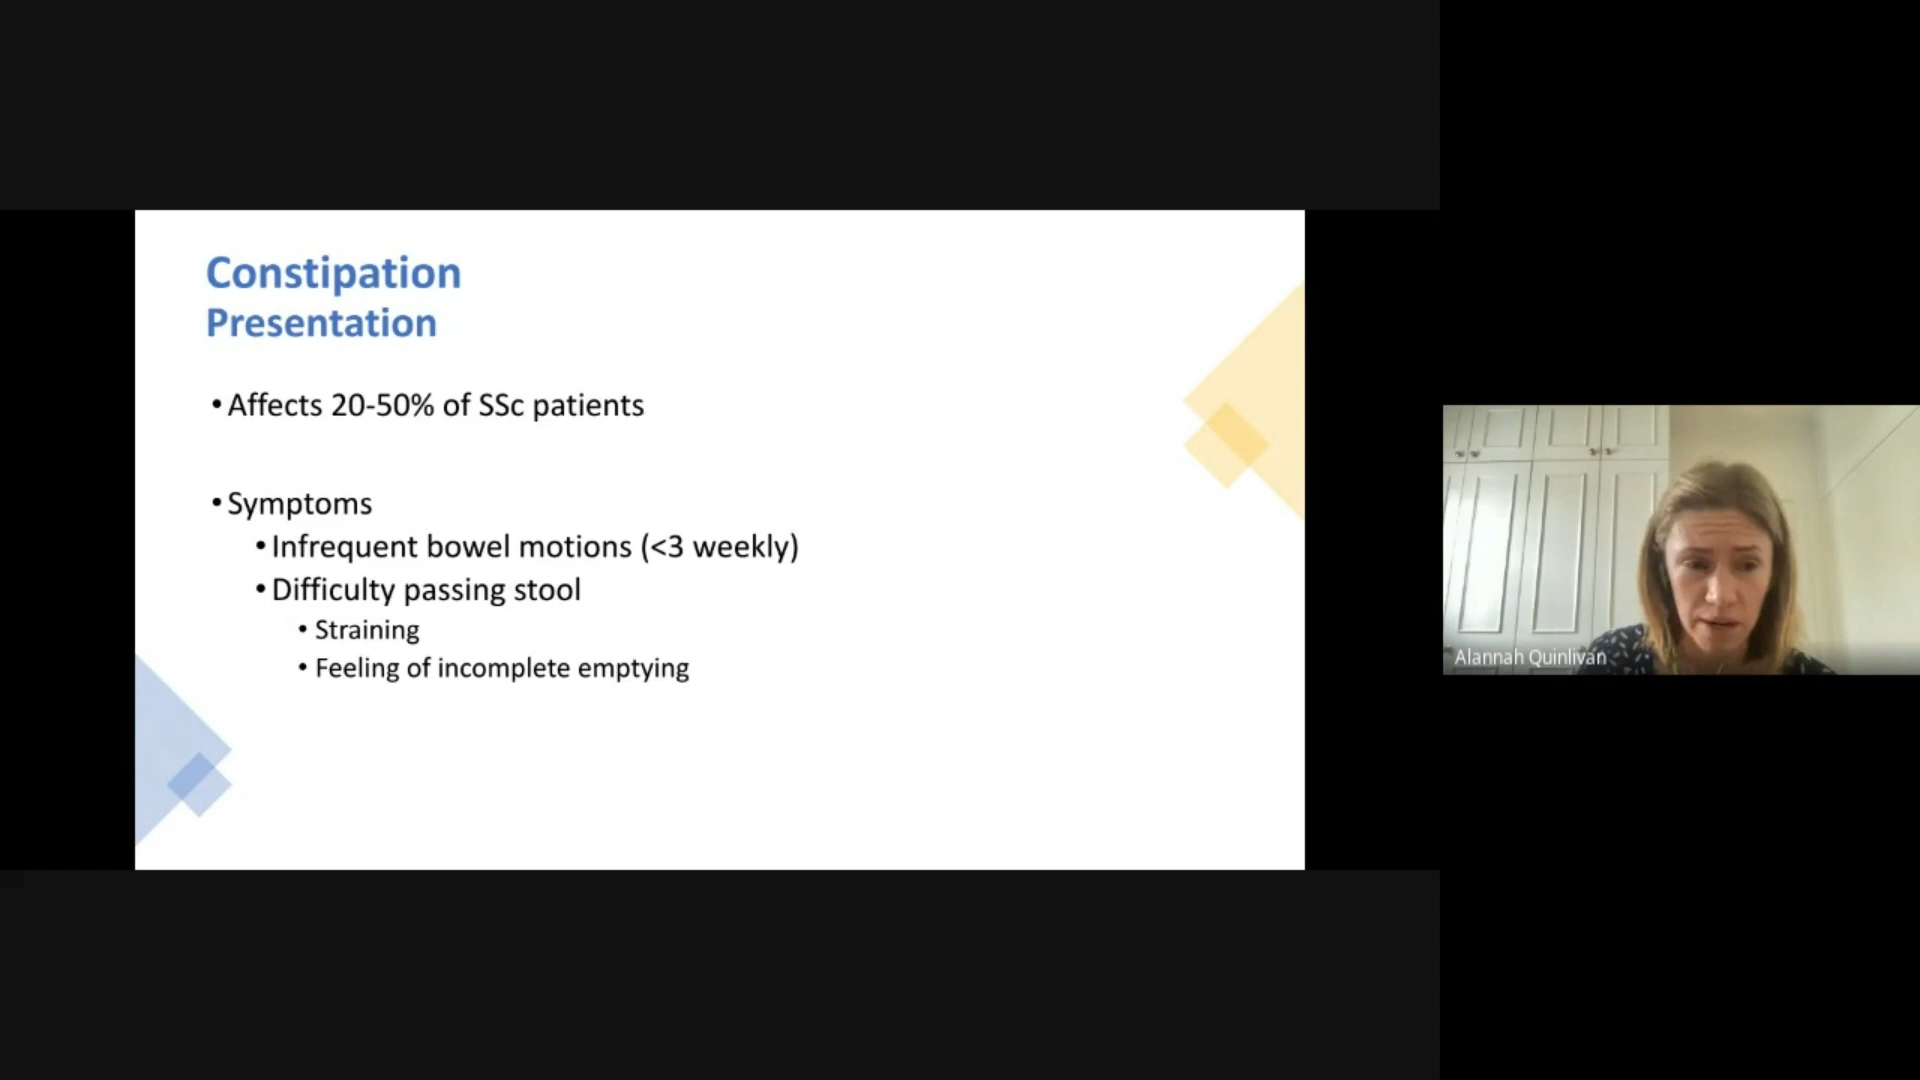 Constipation
Presentation
• Affects 20-50% of SSc patients
• Symptoms
• Infrequent bowel motions (<3 weekly)
• Difficulty passing stool
• Straining
• Feeling of incomplete emptying
Alannah Quinlivan